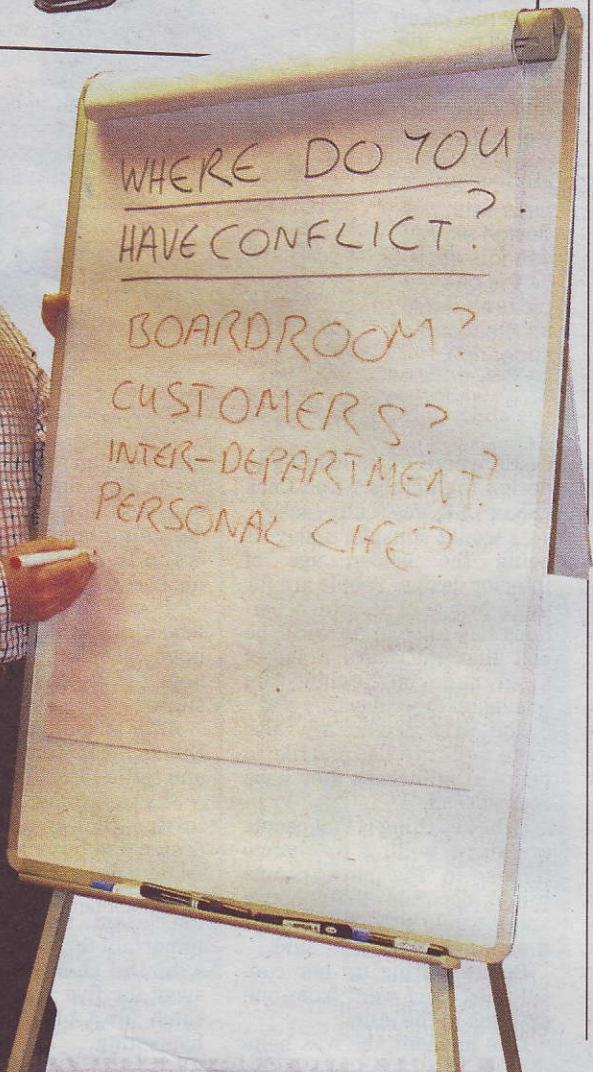 WHERE DO YOU
HAVE CONFLICT?
BOARDROOM?
CUSTOMERS?
INTER-DEPARTMENT?
PERSONAL LIFE?